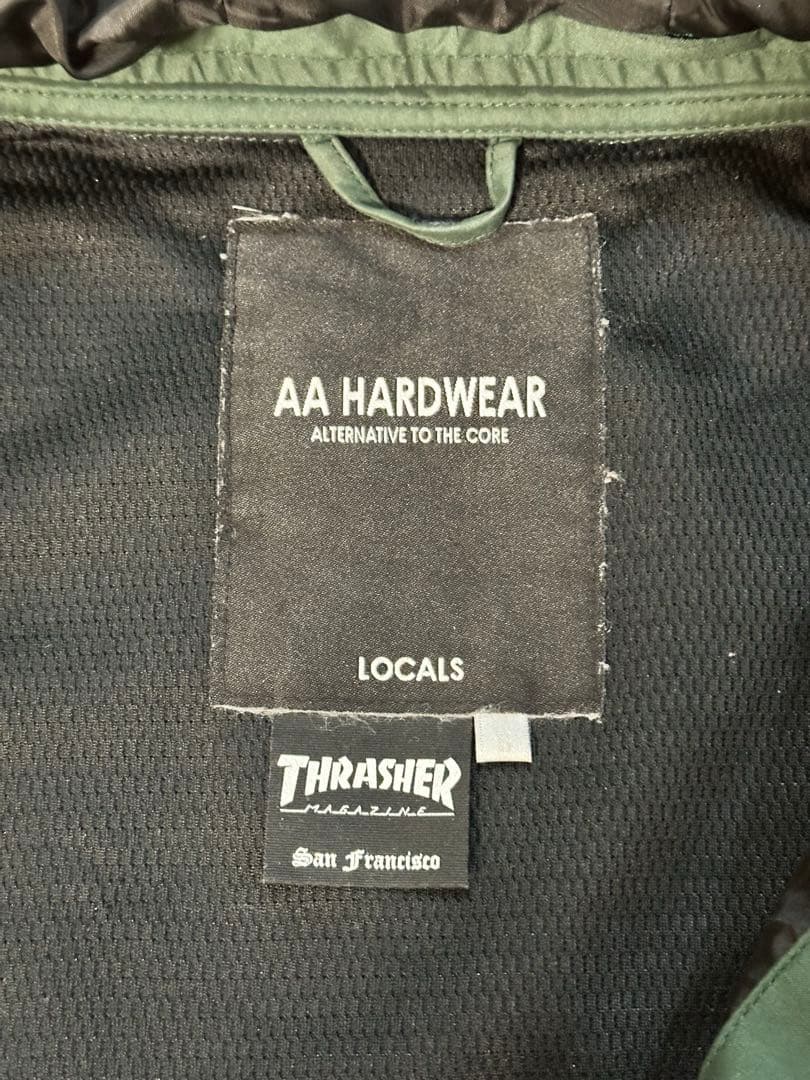 AA HARDWEAR
ALTERNATIVE TO THE CORE
LOCALS
THRASHER
MAGAZINE
San Francisco